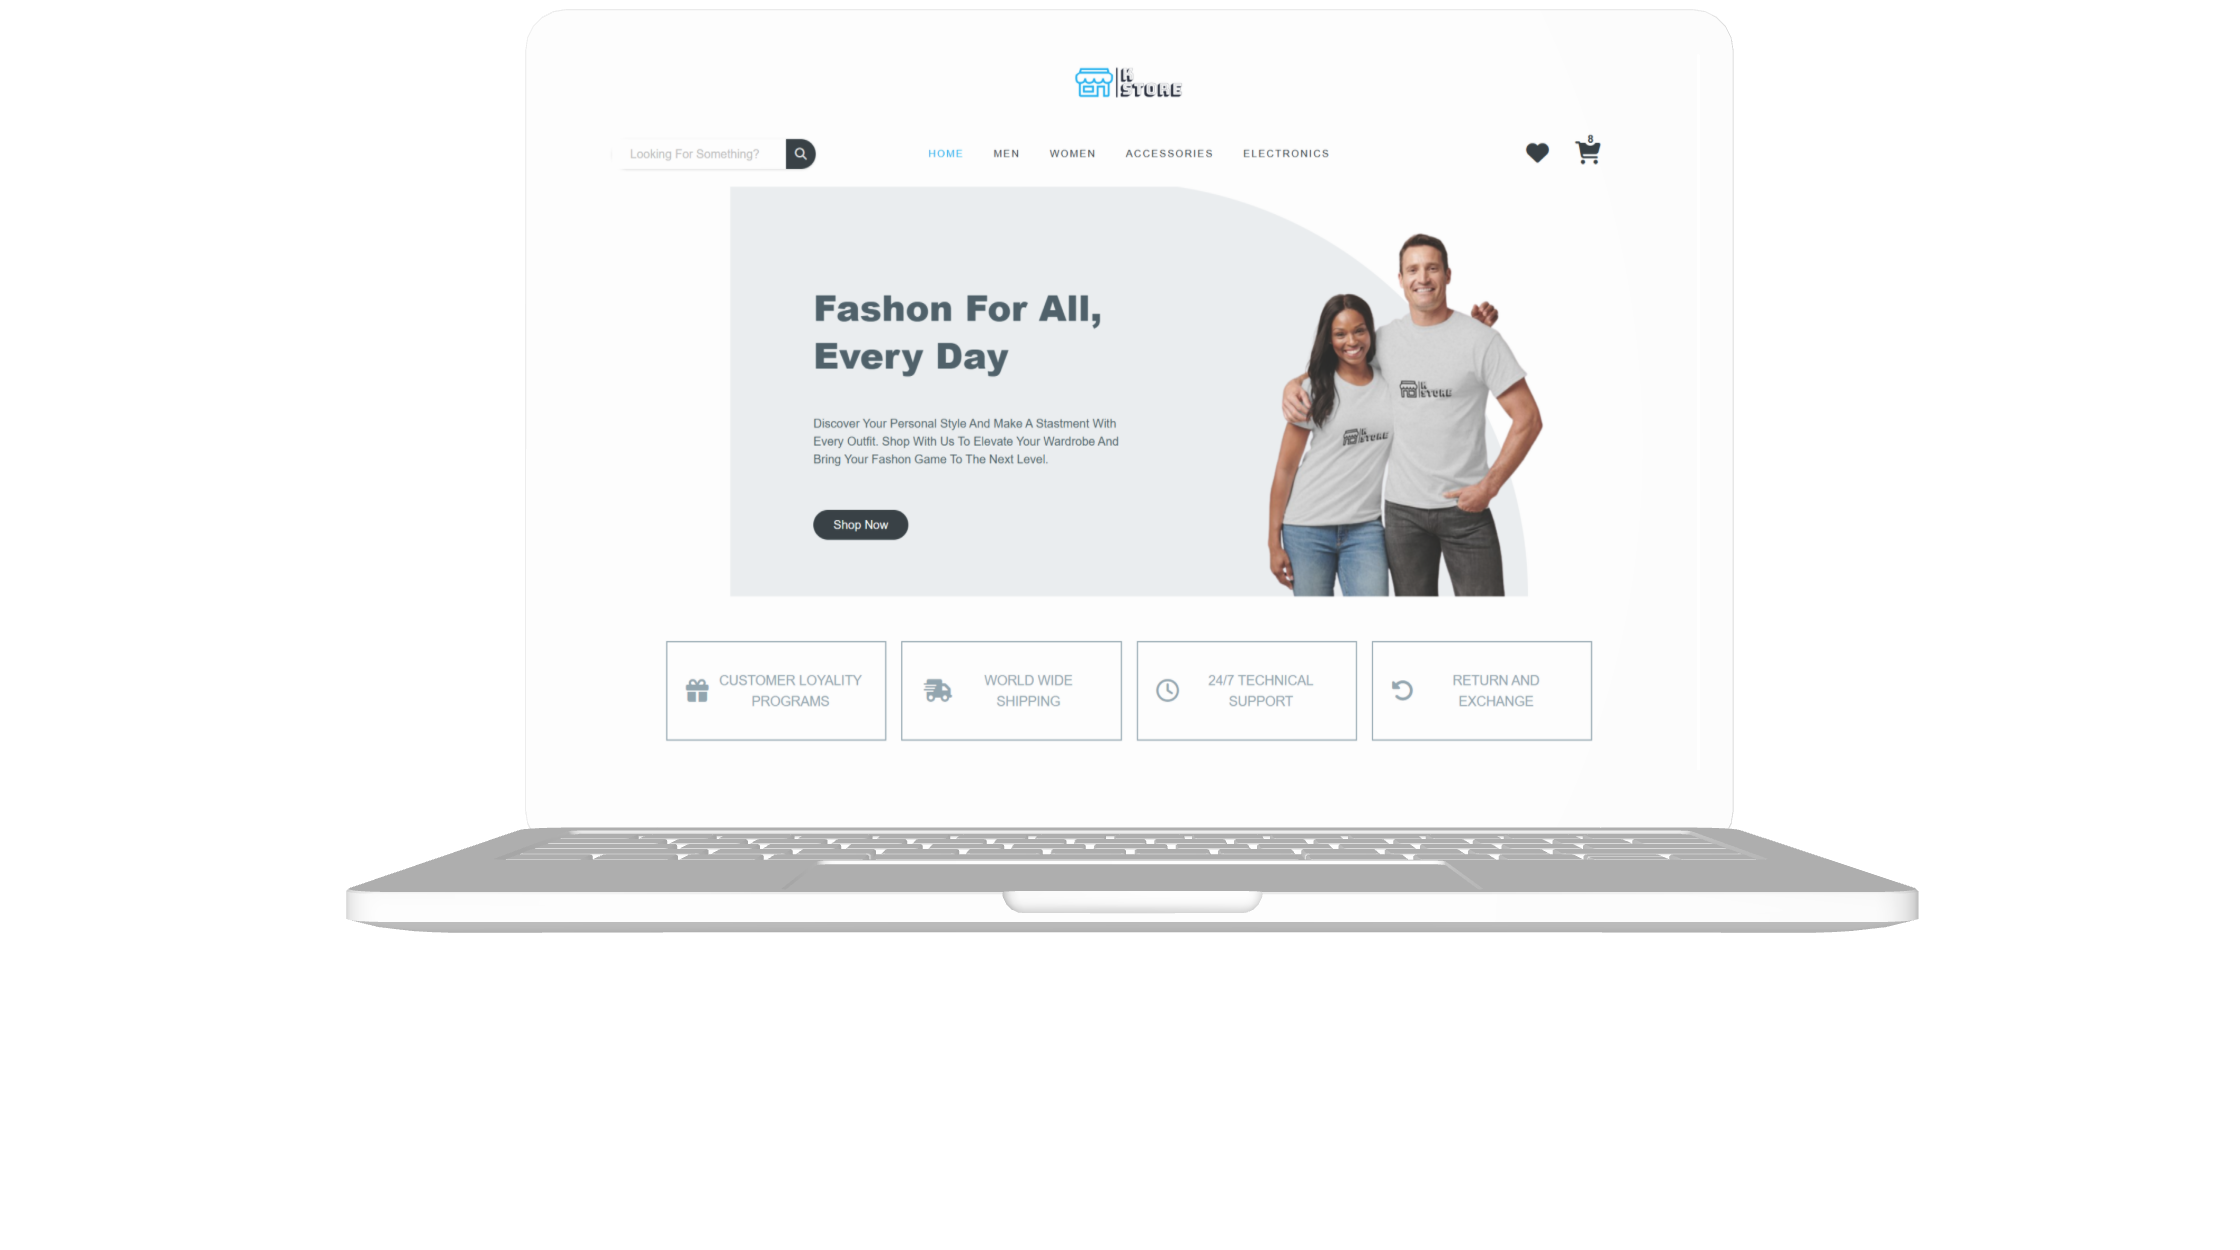 H
STORE
Looking For Something?
HOME MEN WOMEN ACCESSORIES ELECTRONICS
8
Fashon For All,
Every Day
Discover Your Personal Style And Make A Stastment With
Every Outfit. Shop With Us To Elevate Your Wardrobe And
Bring Your Fashon Game To The Next Level.
Shop Now
H
STORE
H
STORE
CUSTOMER LOYALITY
PROGRAMS
WORLD WIDE
SHIPPING
24/7 TECHNICAL
SUPPORT
RETURN AND
EXCHANGE